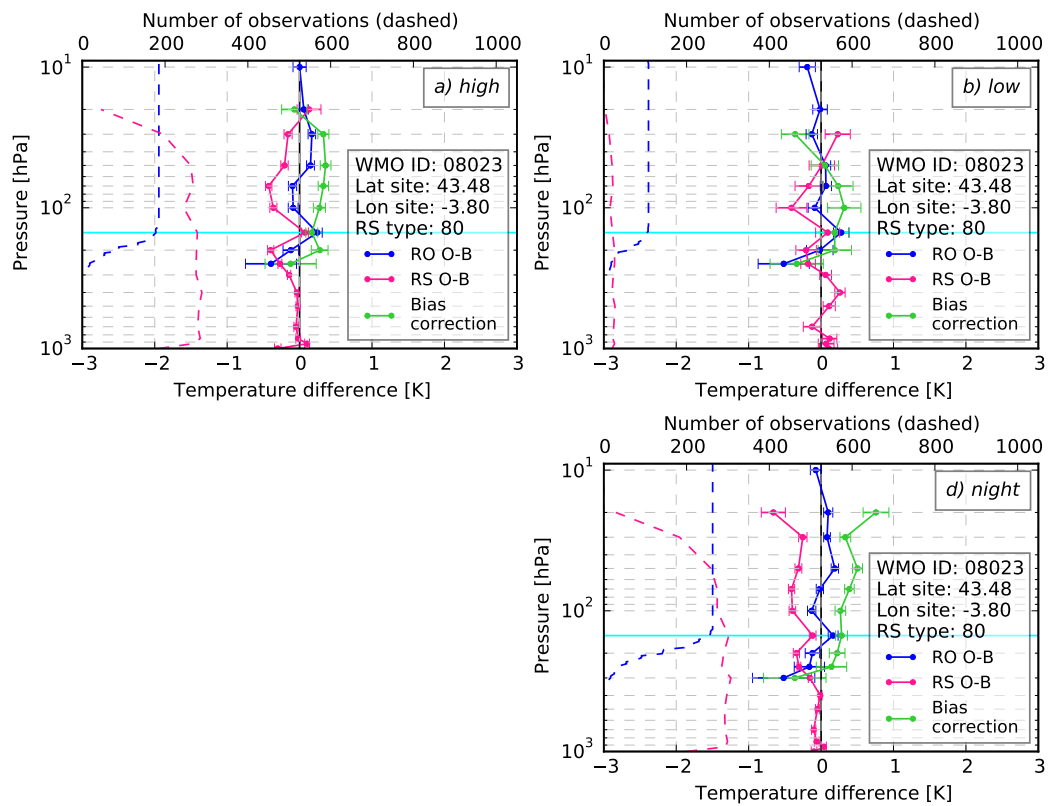 Number of observations (dashed)
0 200 400 600 800 1000
10¹
10²
10³
Pressure [hPa]
a) high
WMO ID: 08023
Lat site: 43.48
Lon site: -3.80
RS type: 80
RO O-B
RS O-B
Bias
correction
−3 −2 −1 0 1 2 3
Temperature difference [K]
Number of observations (dashed)
0 200 400 600 800 1000
10¹
10²
10³
Pressure [hPa]
b) low
WMO ID: 08023
Lat site: 43.48
Lon site: -3.80
RS type: 80
RO O-B
RS O-B
Bias
correction
−3 −2 −1 0 1 2 3
Temperature difference [K]
Number of observations (dashed)
0 200 400 600 800 1000
10¹
10²
10³
Pressure [hPa]
d) night
WMO ID: 08023
Lat site: 43.48
Lon site: -3.80
RS type: 80
RO O-B
RS O-B
Bias
correction
−3 −2 −1 0 1 2 3
Temperature difference [K]